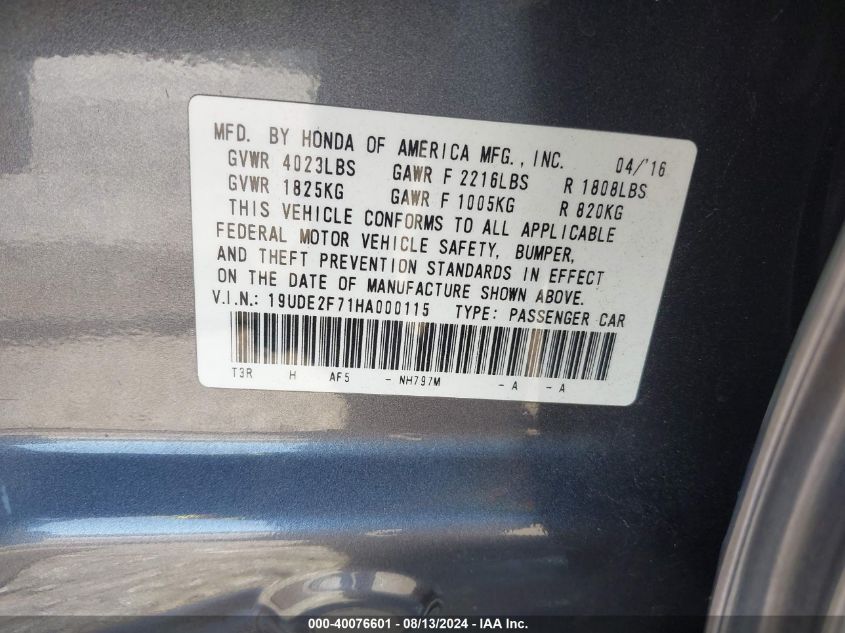 MFD. BY HONDA OF AMERICA MFG., INC. 04/'16
GVWR 4023LBS GAWR F 2216LBS R 1808LBS
GVWR 1825KG GAWR F 1005KG R 820KG
THIS VEHICLE CONFORMS TO ALL APPLICABLE
FEDERAL MOTOR VEHICLE SAFETY, BUMPER,
AND THEFT PREVENTION STANDARDS IN EFFECT
ON THE DATE OF MANUFACTURE SHOWN ABOVE.
V.I.N.: 19UDE2F71HA000115 TYPE: PASSENGER CAR
T3R H AF5 - NH797M - A - A
000-40076601 - 08/13/2024 - IAA Inc.